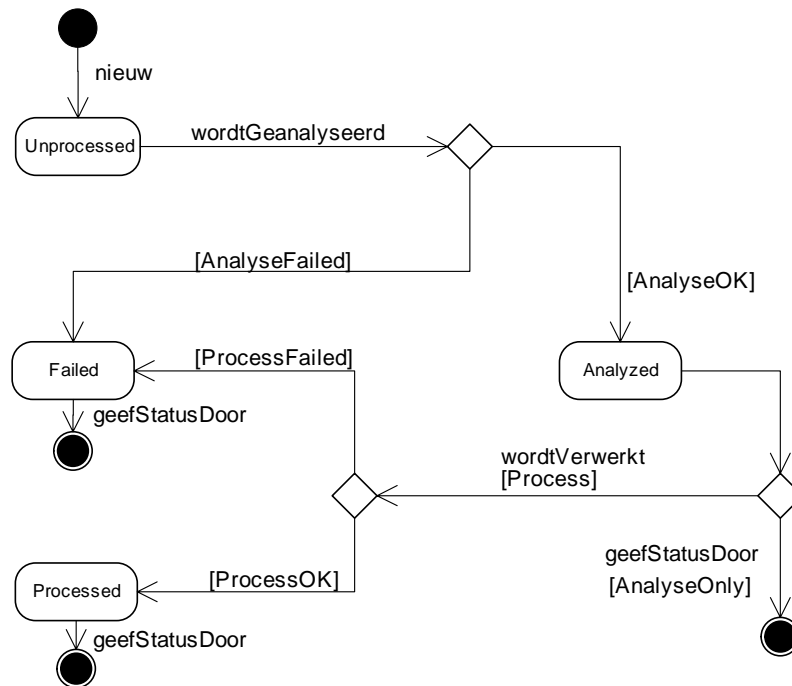 nieuw
Unprocessed
wordtGeanalyseerd
[AnalyseFailed]
[AnalyseOK]
Failed
[ProcessFailed]
Analyzed
geefStatusDoor
wordtVerwerkt
[Process]
geefStatusDoor
[AnalyseOnly]
Processed
[ProcessOK]
geefStatusDoor